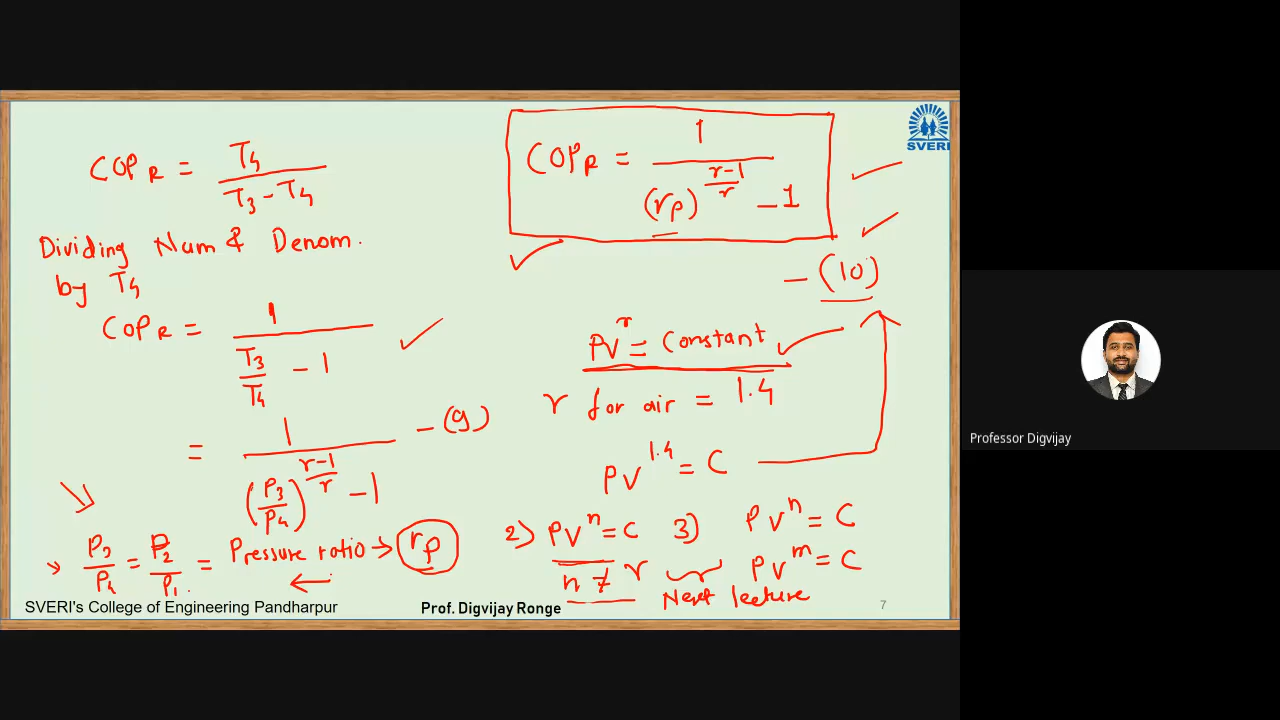 COP_R = T4 / (T3 - T4)
Dividing Num & Denom.
by T4
COP_R = 1 / (T3/T4 - 1)
= 1 / ((P3/P4)^((r-1)/r) - 1) - (9)
P3/P4 = P2/P1 = Pressure ratio → rp
COP_R = 1 / ((rp)^((r-1)/r) - 1)
- (10)
PV^r = Constant
r for air = 1.4
PV^1.4 = C
2) PV^n = C 3) PV^n = C
n ≠ r PV^m = C
Next lecture
SVERI
SVERI's College of Engineering Pandharpur
Prof. Digvijay Ronge
7
Professor Digvijay